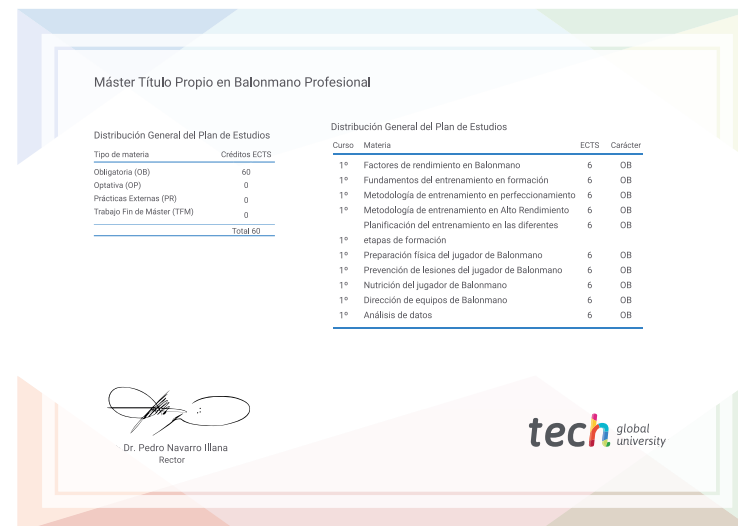 Máster Título Propio en Balonmano Profesional
Distribución General del Plan de Estudios
Tipo de materia Créditos ECTS
Obligatoria (OB) 60
Optativa (OP) 0
Prácticas Externas (PR) 0
Trabajo Fin de Máster (TFM) 0
Total 60
Distribución General del Plan de Estudios
Curso Materia ECTS Carácter
1º Factores de rendimiento en Balonmano 6 OB
1º Fundamentos del entrenamiento en formación 6 OB
1º Metodología de entrenamiento en perfeccionamiento 6 OB
1º Metodología de entrenamiento en Alto Rendimiento 6 OB
Planificación del entrenamiento en las diferentes 6 OB
1º etapas de formación
1º Preparación física del jugador de Balonmano 6 OB
1º Prevención de lesiones del jugador de Balonmano 6 OB
1º Nutrición del jugador de Balonmano 6 OB
1º Dirección de equipos de Balonmano 6 OB
1º Análisis de datos 6 OB
Dr. Pedro Navarro Illana
Rector
tech global
university